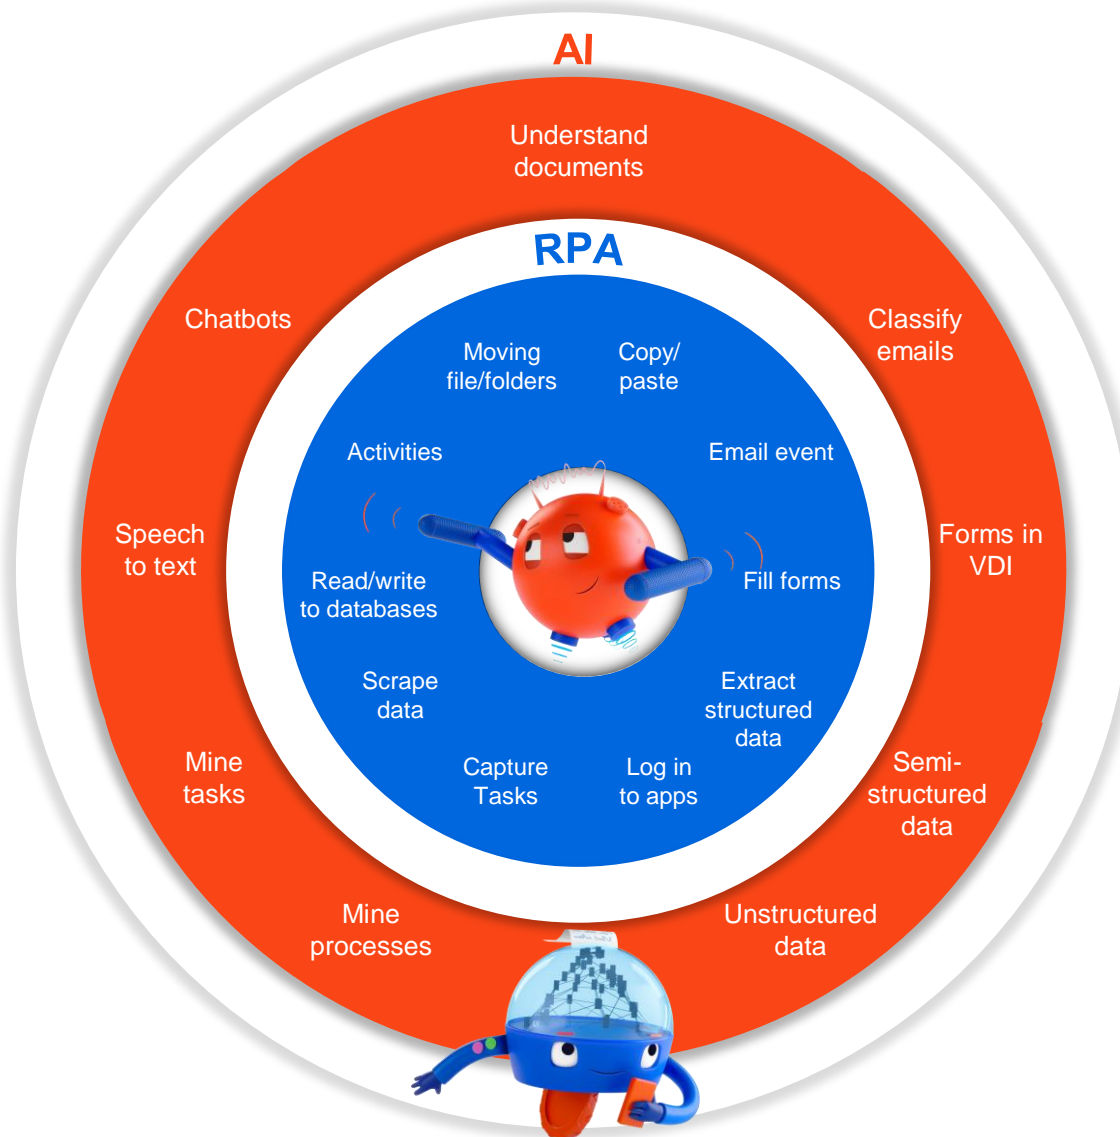 AI
Understand
documents
Chatbots
Classify
emails
Speech
to text
Forms in
VDI
Mine
tasks
Semi-
structured
data
Mine
processes
Unstructured
data
RPA
Moving
file/folders
Copy/
paste
Activities
Email event
Read/write
to databases
Fill forms
Scrape
data
Extract
structured
data
Capture
Tasks
Log in
to apps